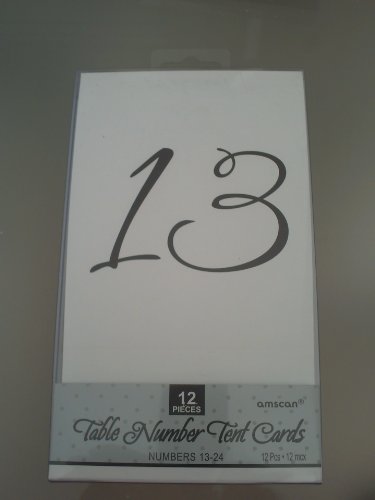 13
12
PIECES
amscan®
Table Number Tent Cards
NUMBERS 13-24
12 Pcs • 12 mcx